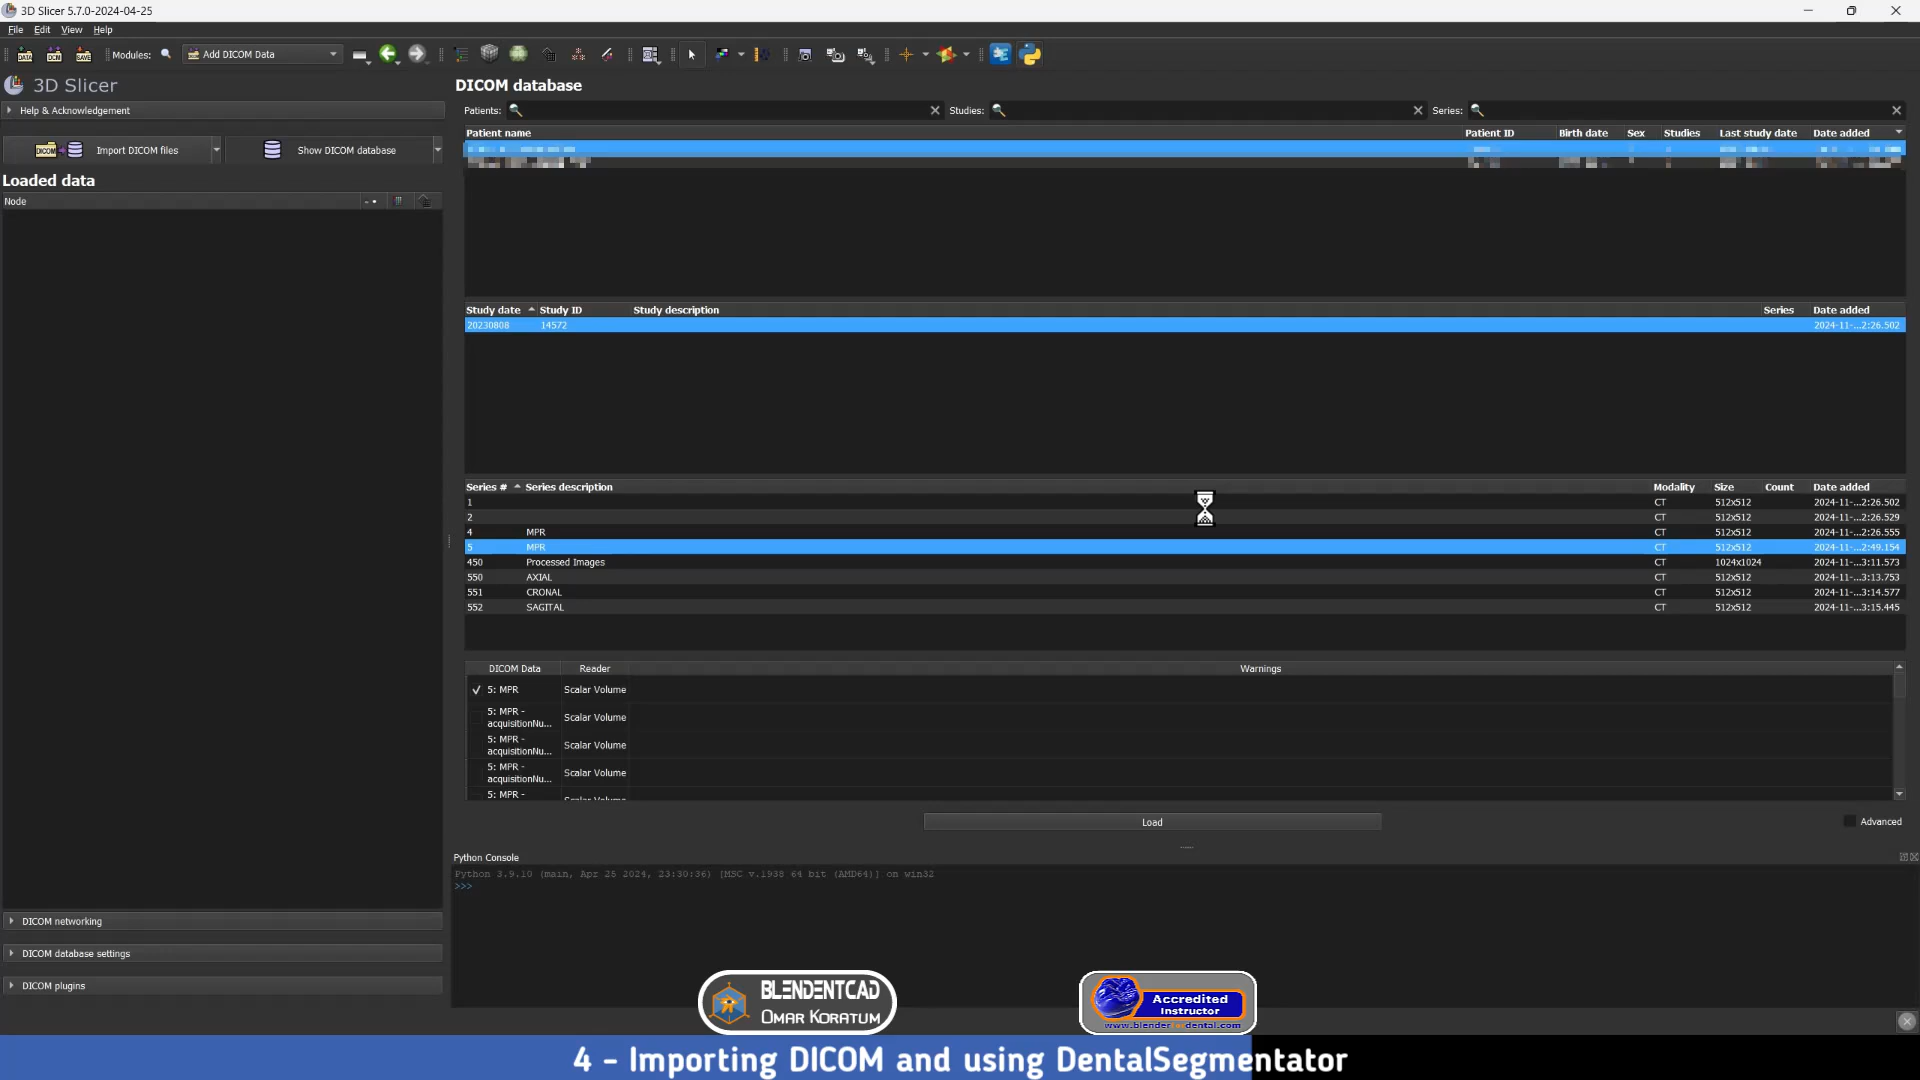 3D Slicer 5.7.0-2024-04-25
File Edit View Help
DATA DCM SAVE Modules: Add DICOM Data
3D Slicer
Help & Acknowledgement
DICOM Import DICOM files Show DICOM database
Loaded data
Node
DICOM database
Patients: Studies: Series:
Patient name Patient ID Birth date Sex Studies Last study date Date added
Study date Study ID Study description Series Date added
20230808 14572 2024-11-...2:26.502
Series # Series description Modality Size Count Date added
1 CT 512x512 2024-11-...2:26.502
2 CT 512x512 2024-11-...2:26.529
4 MPR CT 512x512 2024-11-...2:26.555
5 MPR CT 512x512 2024-11-...2:49.154
450 Processed Images CT 1024x1024 2024-11-...3:11.573
550 AXIAL CT 512x512 2024-11-...3:13.753
551 CRONAL CT 512x512 2024-11-...3:14.577
552 SAGITAL CT 512x512 2024-11-...3:15.445
DICOM Data Reader Warnings
5: MPR Scalar Volume
5: MPR -
acquisitionNu... Scalar Volume
5: MPR -
acquisitionNu... Scalar Volume
5: MPR -
acquisitionNu... Scalar Volume
5: MPR - Scalar Volume
Load Advanced
Python Console
Python 3.9.10 (main, Apr 25 2024, 23:30:36) [MSC v.1938 64 bit (AMD64)] on win32
>>>
DICOM networking
DICOM database settings
DICOM plugins
BLENDENTCAD
OMAR KORATUM
Accredited
Instructor
4 - Importing DICOM and using DentalSegmentator